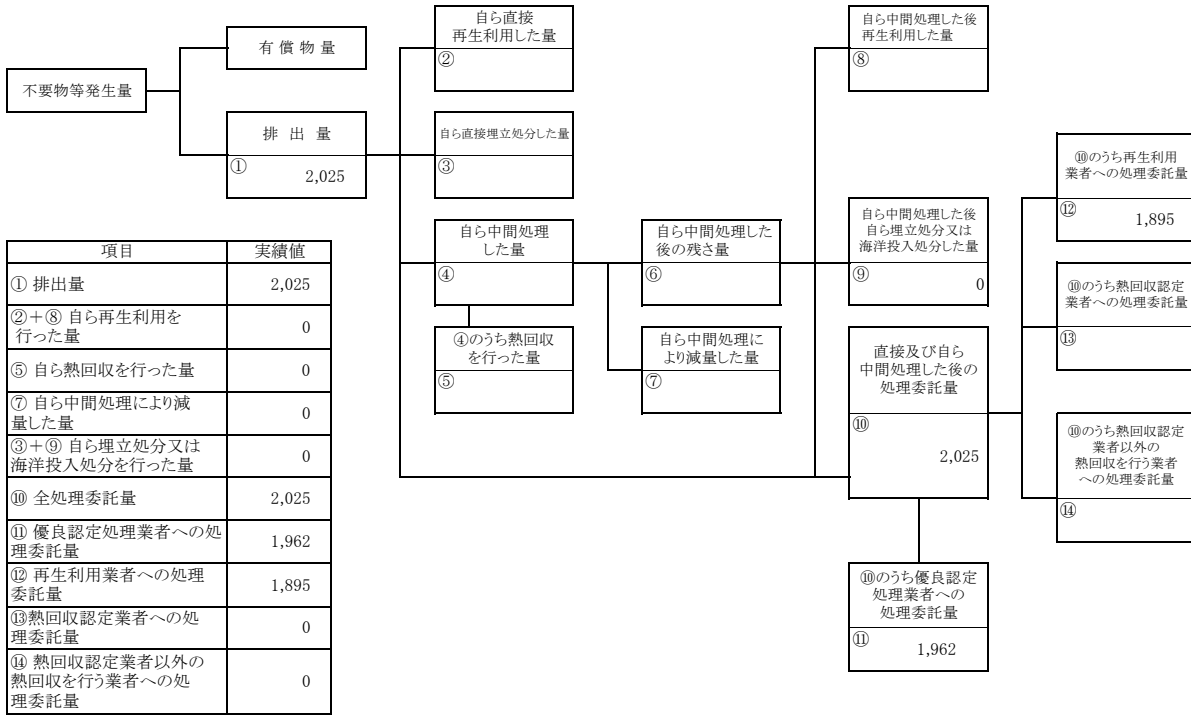 不要物等発生量
有 償 物 量
排 出 量
①
2,025
自ら直接
再生利用した量
②
自ら直接埋立処分した量
③
自ら中間処理
した量
④
④のうち熱回収
を行った量
⑤
自ら中間処理した
後の残さ量
⑥
自ら中間処理に
より減量した量
⑦
自ら中間処理した後
再生利用した量
⑧
自ら中間処理した後
自ら埋立処分又は
海洋投入処分した量
⑨
0
直接及び自ら
中間処理した後の
処理委託量
⑩
2,025
⑩のうち優良認定
処理業者への
処理委託量
⑪
1,962
⑩のうち再生利用
業者への処理委託量
⑫
1,895
⑩のうち熱回収認定
業者への処理委託量
⑬
⑩のうち熱回収認定
業者以外の
熱回収を行う業者
への処理委託量
⑭
項目 実績値
① 排出量 2,025
②+⑧ 自ら再生利用を
行った量 0
⑤ 自ら熱回収を行った量 0
⑦ 自ら中間処理により減
量した量 0
③+⑨ 自ら埋立処分又は
海洋投入処分を行った量 0
⑩ 全処理委託量 2,025
⑪ 優良認定処理業者への処
理委託量 1,962
⑫ 再生利用業者への処理
委託量 1,895
⑬熱回収認定業者への処
理委託量 0
⑭ 熱回収認定業者以外の
熱回収を行う業者への処
理委託量 0